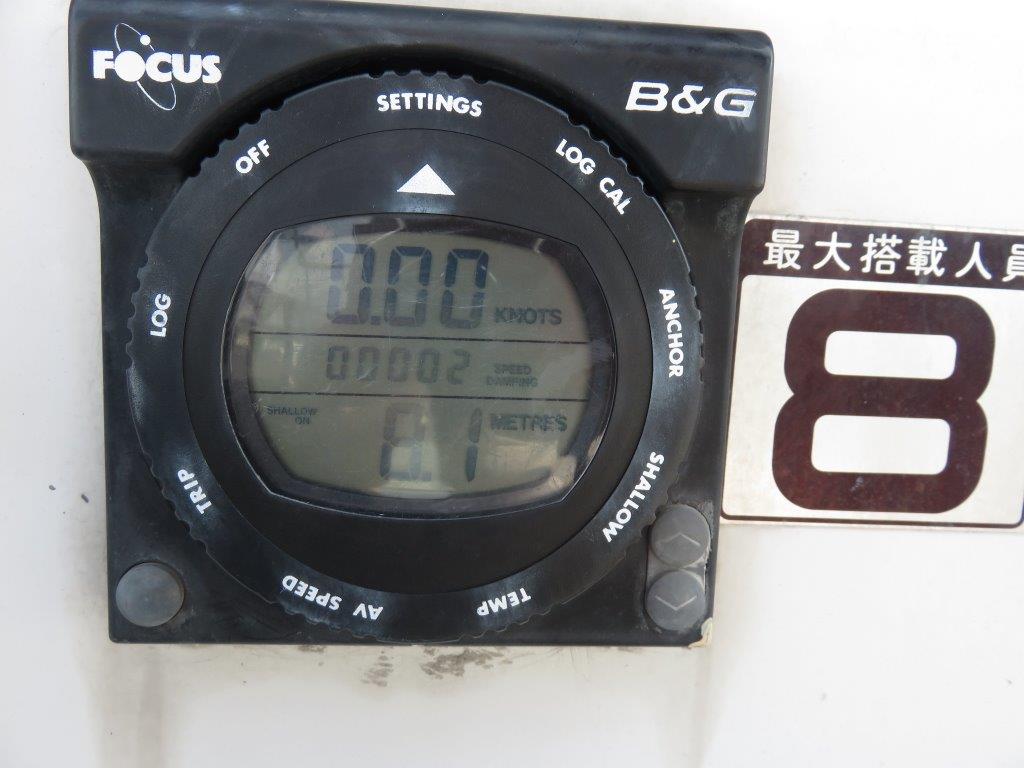 FOCUS
B&G
SETTINGS
OFF
LOG CAL
LOG
ANCHOR
TRIP
SHALLOW
AV SPEED
TEMP
0.00 KNOTS
00002 SPEED DAMPING
SHALLOW ON
8.1 METRES
最大搭載人員
8